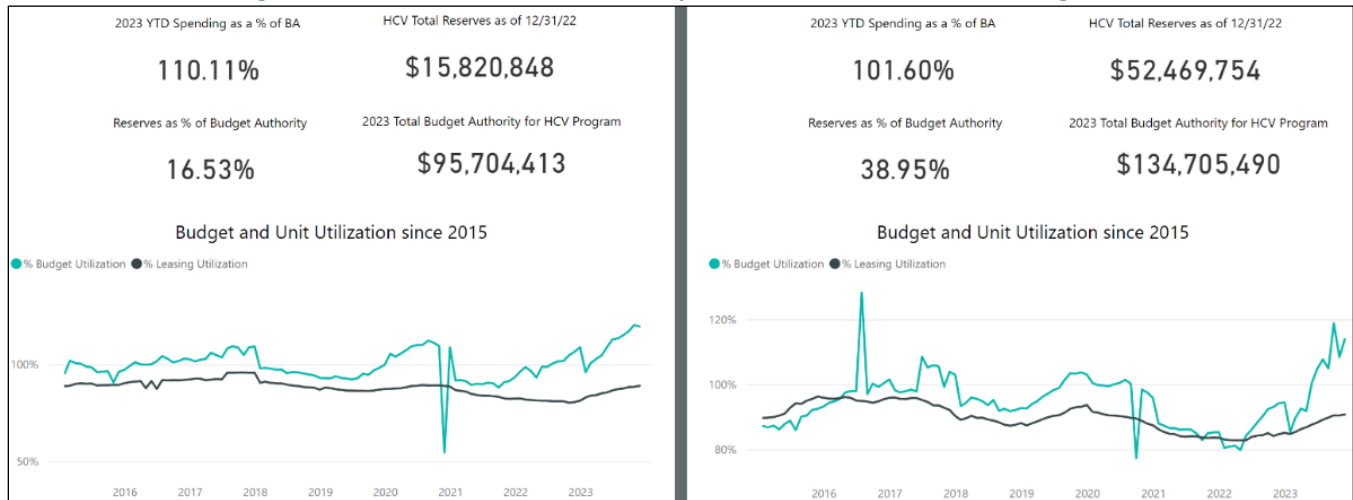 2023 YTD Spending as a % of BA
HCV Total Reserves as of 12/31/22
110.11%
$15,820,848
Reserves as % of Budget Authority
2023 Total Budget Authority for HCV Program
16.53%
$95,704,413
Budget and Unit Utilization since 2015
% Budget Utilization % Leasing Utilization
100%
50%
2016 2017 2018 2019 2020 2021 2022 2023
2023 YTD Spending as a % of BA
HCV Total Reserves as of 12/31/22
101.60%
$52,469,754
Reserves as % of Budget Authority
2023 Total Budget Authority for HCV Program
38.95%
$134,705,490
Budget and Unit Utilization since 2015
% Budget Utilization % Leasing Utilization
120%
100%
80%
2016 2017 2018 2019 2020 2021 2022 2023